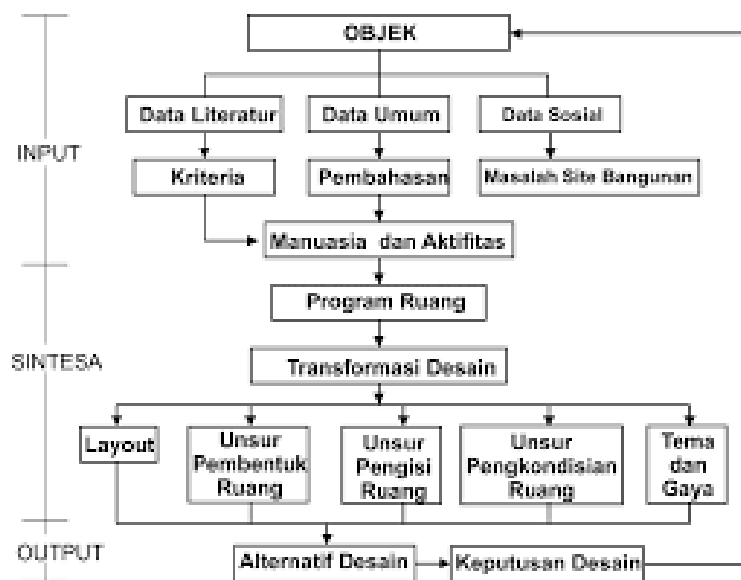 OBJEK
Data Literatur
Data Umum
Data Sosial
INPUT
Kriteria
Pembahasan
Masalah Site Bangunan
Manuasia dan Aktifitas
Program Ruang
SINTESA
Transformasi Desain
Layout
Unsur
Pembentuk
Ruang
Unsur
Pengisi
Ruang
Unsur
Pengkondisian
Ruang
Tema
dan
Gaya
OUTPUT
Alternatif Desain
Keputusan Desain